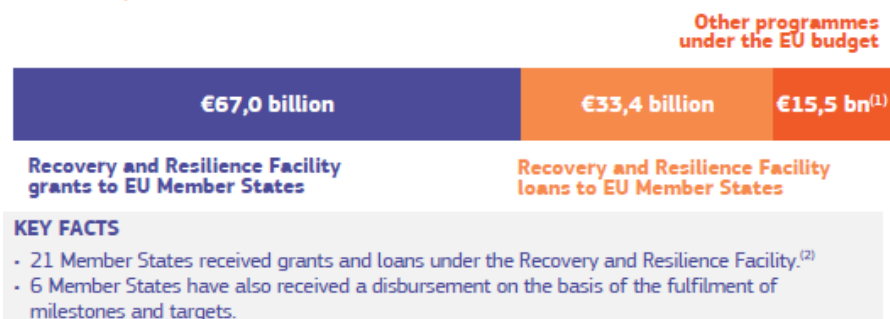 Other programmes
under the EU budget
€67,0 billion
€33,4 billion
€15,5 bn(1)
Recovery and Resilience Facility
grants to EU Member States
Recovery and Resilience Facility
loans to EU Member States
KEY FACTS
• 21 Member States received grants and loans under the Recovery and Resilience Facility.(2)
• 6 Member States have also received a disbursement on the basis of the fulfilment of
milestones and targets.